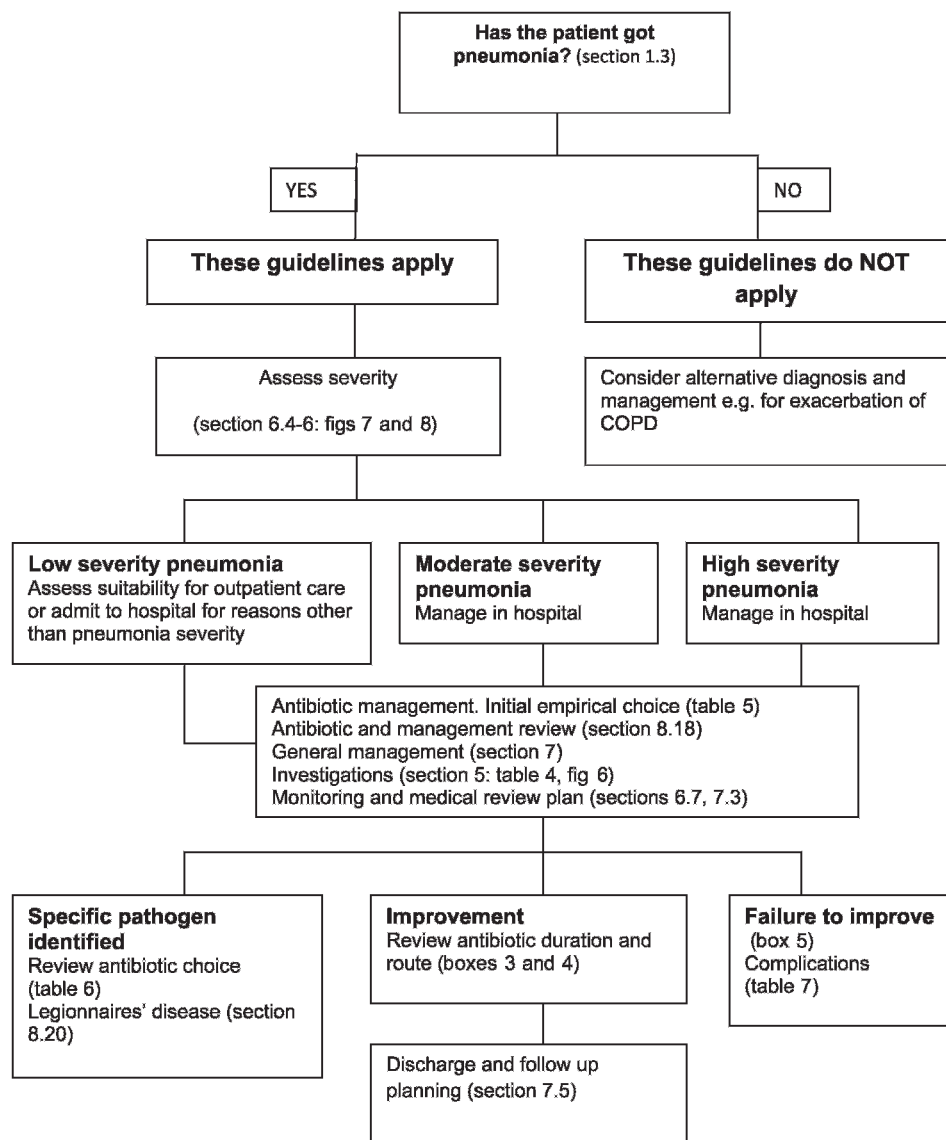 Has the patient got
pneumonia? (section 1.3)
YES
NO
These guidelines apply
These guidelines do NOT
apply
Assess severity
(section 6.4-6: figs 7 and 8)
Consider alternative diagnosis and
management e.g. for exacerbation of
COPD
Low severity pneumonia
Assess suitability for outpatient care
or admit to hospital for reasons other
than pneumonia severity
Moderate severity
pneumonia
Manage in hospital
High severity
pneumonia
Manage in hospital
Antibiotic management. Initial empirical choice (table 5)
Antibiotic and management review (section 8.18)
General management (section 7)
Investigations (section 5: table 4, fig 6)
Monitoring and medical review plan (sections 6.7, 7.3)
Specific pathogen
identified
Review antibiotic choice
(table 6)
Legionnaires' disease (section
8.20)
Improvement
Review antibiotic duration and
route (boxes 3 and 4)
Failure to improve
(box 5)
Complications
(table 7)
Discharge and follow up
planning (section 7.5)